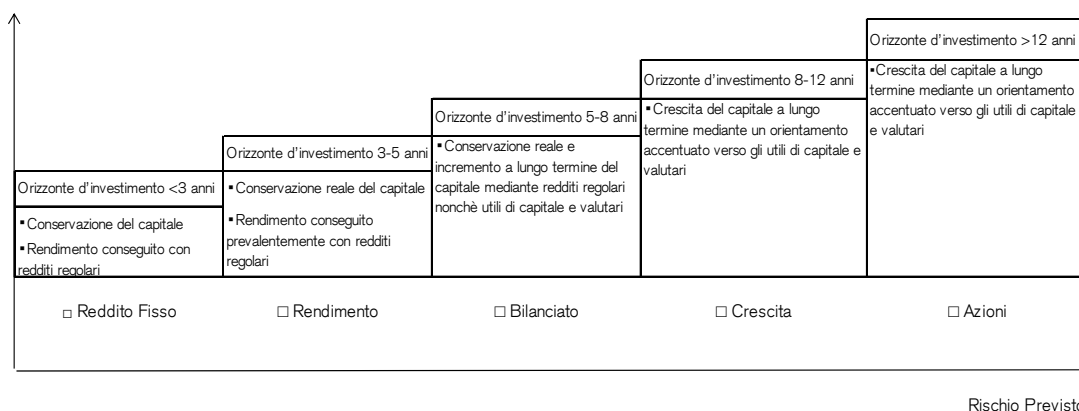 Orizzonte d'investimento <3 anni
▪Conservazione del capitale
▪Rendimento conseguito con
redditi regolari
Orizzonte d'investimento 3-5 anni
▪Conservazione reale del capitale
▪Rendimento conseguito
prevalentemente con redditi
regolari
Orizzonte d'investimento 5-8 anni
▪Conservazione reale e
incremento a lungo termine del
capitale mediante redditi regolari
nonchè utili di capitale e valutari
Orizzonte d'investimento 8-12 anni
▪Crescita del capitale a lungo
termine mediante un orientamento
accentuato verso gli utili di capitale e
valutari
Orizzonte d'investimento >12 anni
▪Crescita del capitale a lungo
termine mediante un orientamento
accentuato verso gli utili di capitale
e valutari
□ Reddito Fisso
□ Rendimento
□ Bilanciato
□ Crescita
□ Azioni
Rischio Previsto